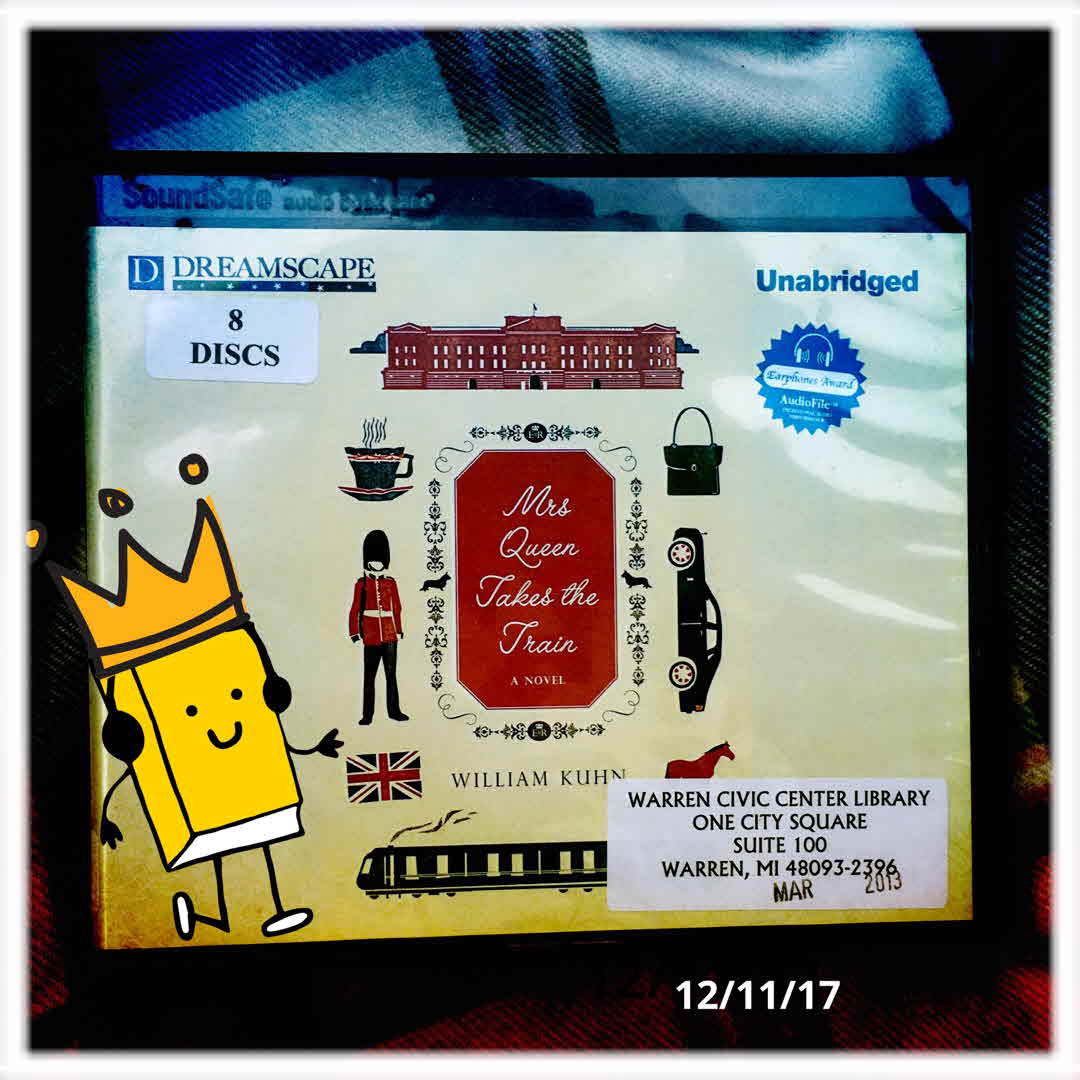 SoundSafe
D DREAMSCAPE
Unabridged
8
DISCS
Earphones Award
AudioFile
E R
Mrs
Queen
Takes the
Train
A NOVEL
E R
WILLIAM KUHN
WARREN CIVIC CENTER LIBRARY
ONE CITY SQUARE
SUITE 100
WARREN, MI 48093-2396
MAR 2013
12/11/17